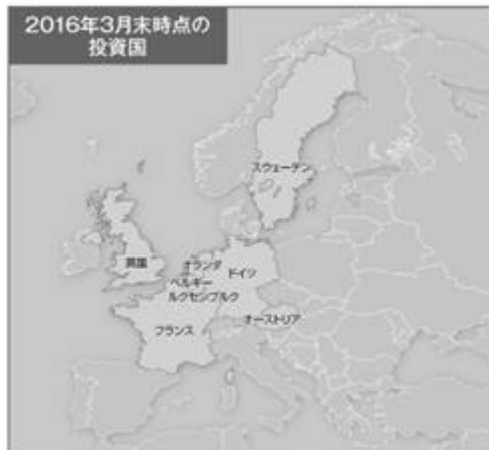 2016年3月末時点の
投資国
スウェーデン
英国
オランダ
ドイツ
ベルギー
ルクセンブルク
オーストリア
フランス